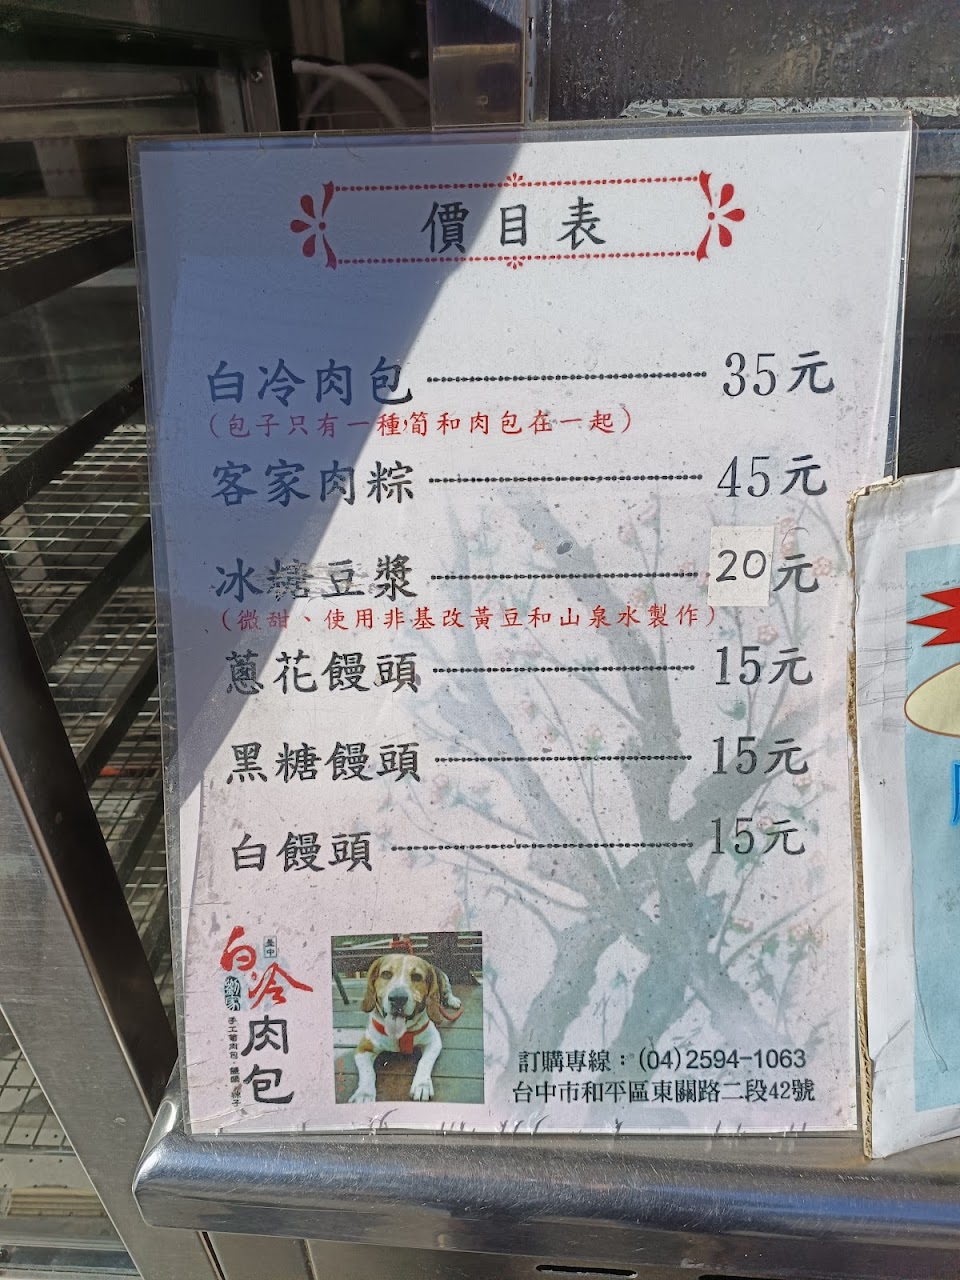 價目表
白冷肉包 35元
(包子只有一種,筍和肉包在一起)
客家肉粽 45元
冰糖豆漿 20元
(微甜、使用非基改黃豆和山泉水製作)
蔥花饅頭 15元
黑糖饅頭 15元
白饅頭 15元
臺中
白冷
劉家
肉包
訂購專線：(04)2594-1063
台中市和平區東關路二段42號